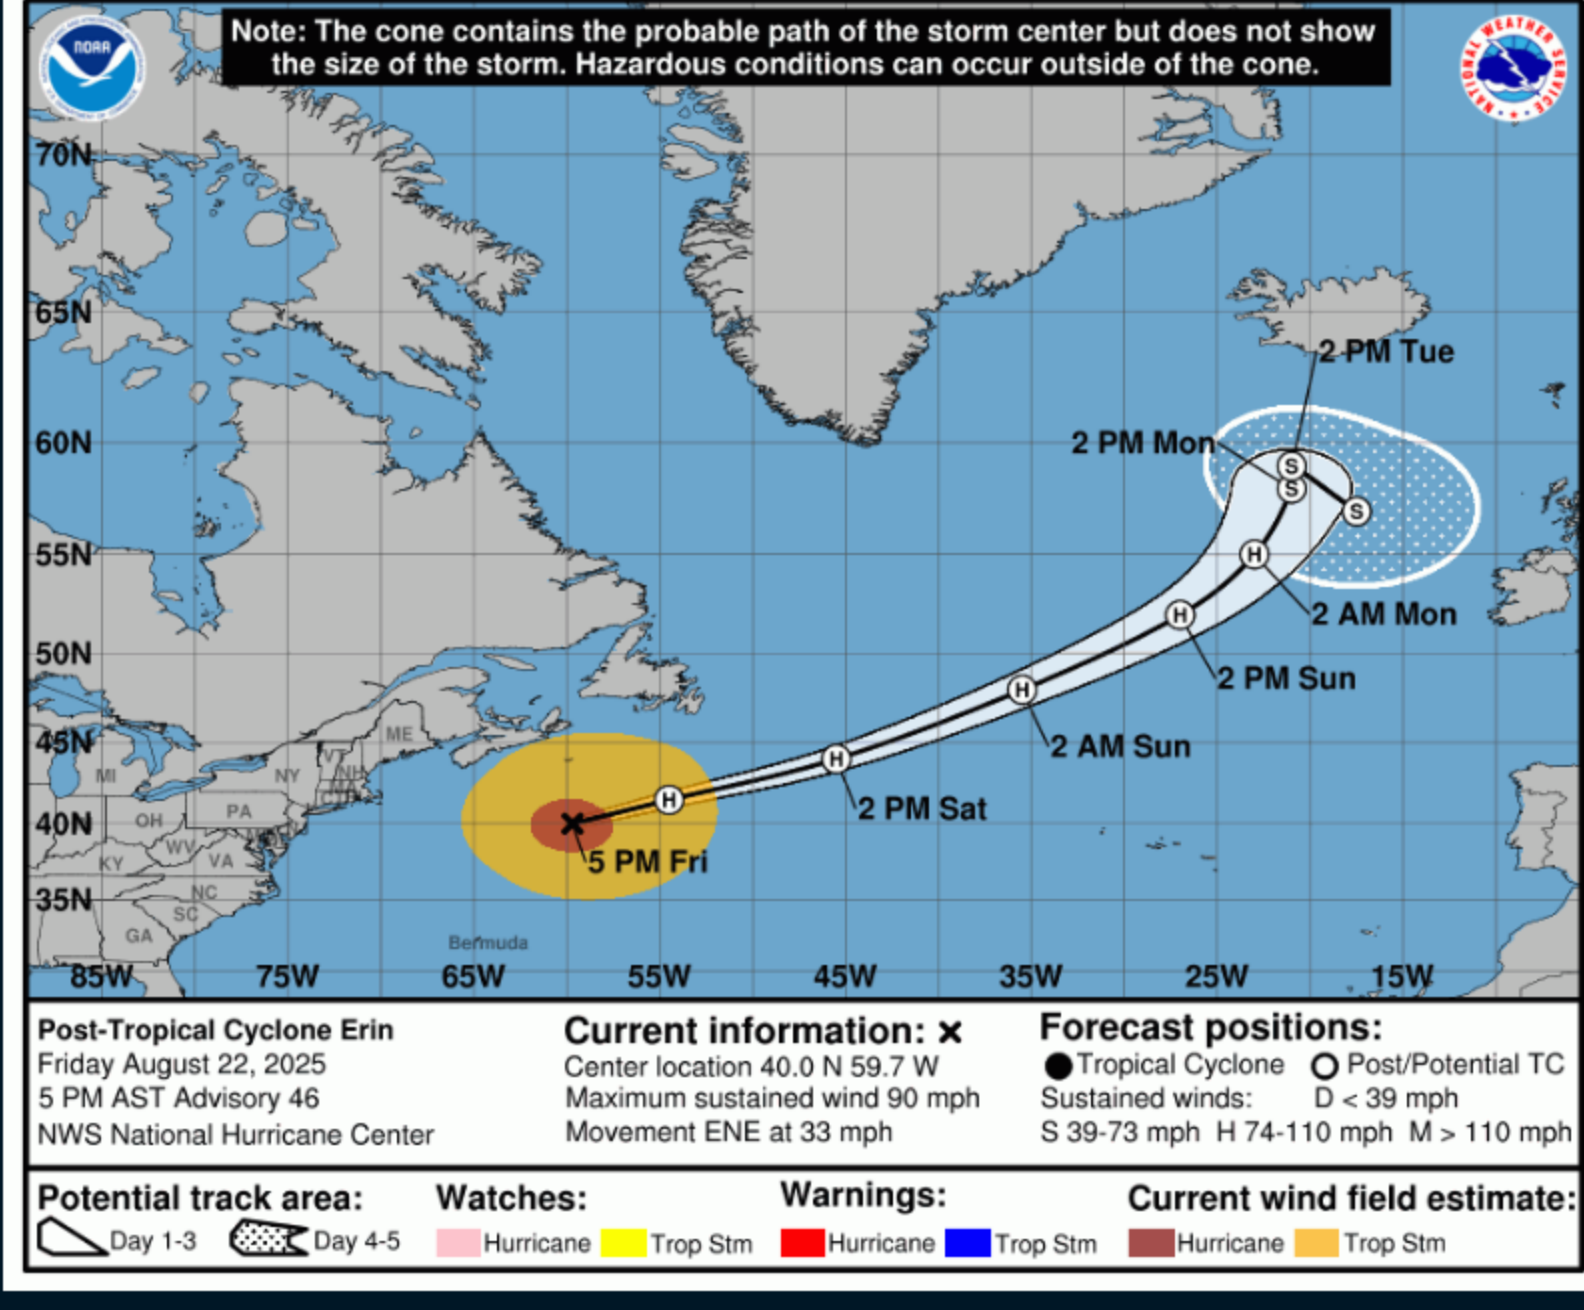 Note: The cone contains the probable path of the storm center but does not show
the size of the storm. Hazardous conditions can occur outside of the cone.
NOAA
NATIONAL WEATHER SERVICE
70N
65N
2 PM Tue
60N
2 PM Mon
S
S
S
55N
H
2 AM Mon
H
50N
2 PM Sun
H
45N
ME
2 AM Sun
VT
NH
MI
NY
H
2 PM Sat
H
PA
OH
40N
WV
5 PM Fri
KY
VA
35N
NC
SC
GA
Bermuda
85W 75W 65W 55W 45W 35W 25W 15W
Post-Tropical Cyclone Erin
Friday August 22, 2025
5 PM AST Advisory 46
NWS National Hurricane Center
Current information: ×
Center location 40.0 N 59.7 W
Maximum sustained wind 90 mph
Movement ENE at 33 mph
Forecast positions:
Tropical Cyclone Post/Potential TC
Sustained winds: D < 39 mph
S 39-73 mph H 74-110 mph M > 110 mph
Potential track area:
Day 1-3 Day 4-5
Watches:
Hurricane Trop Stm
Warnings:
Hurricane Trop Stm
Current wind field estimate:
Hurricane Trop Stm